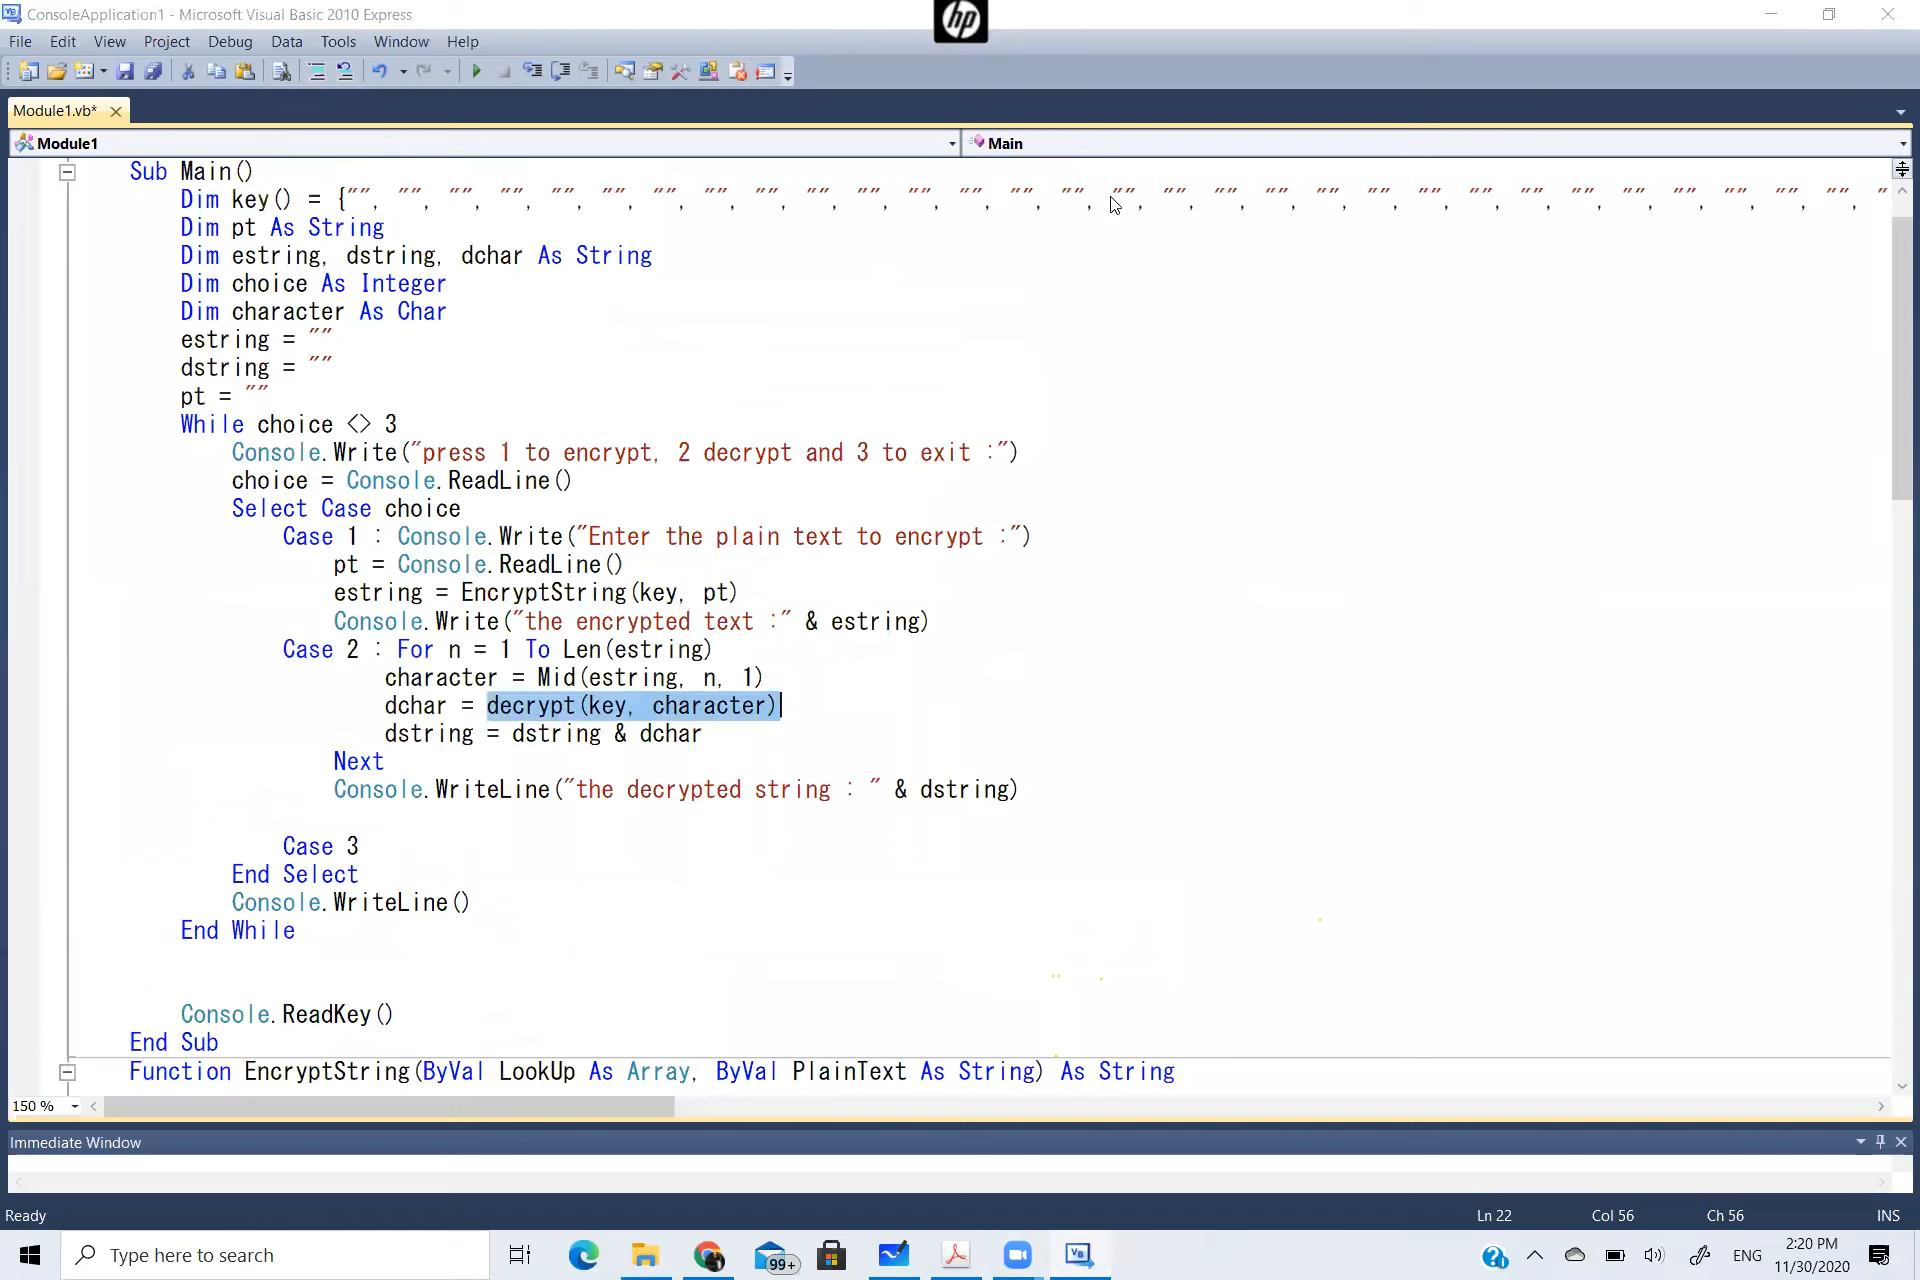 ConsoleApplication1 - Microsoft Visual Basic 2010 Express
hp
File Edit View Project Debug Data Tools Window Help
Module1.vb*
Module1 Main
Sub Main()
Dim key() = {"", "", "", "", "", "", "", "", "", "", "", "", "", "", "", "", "", "", "", "", "", "", "", "", "", "", "", "", "", "", "
Dim pt As String
Dim estring, dstring, dchar As String
Dim choice As Integer
Dim character As Char
estring = ""
dstring = ""
pt = ""
While choice <> 3
Console.Write("press 1 to encrypt, 2 decrypt and 3 to exit :")
choice = Console.ReadLine()
Select Case choice
Case 1 : Console.Write("Enter the plain text to encrypt :")
pt = Console.ReadLine()
estring = EncryptString(key, pt)
Console.Write("the encrypted text :" & estring)
Case 2 : For n = 1 To Len(estring)
character = Mid(estring, n, 1)
dchar = decrypt(key, character)
dstring = dstring & dchar
Next
Console.WriteLine("the decrypted string : " & dstring)
Case 3
End Select
Console.WriteLine()
End While
Console.ReadKey()
End Sub
Function EncryptString(ByVal LookUp As Array, ByVal PlainText As String) As String
150 %
Immediate Window
Ready Ln 22 Col 56 Ch 56 INS
Type here to search 99+ VB ENG 2:20 PM
11/30/2020